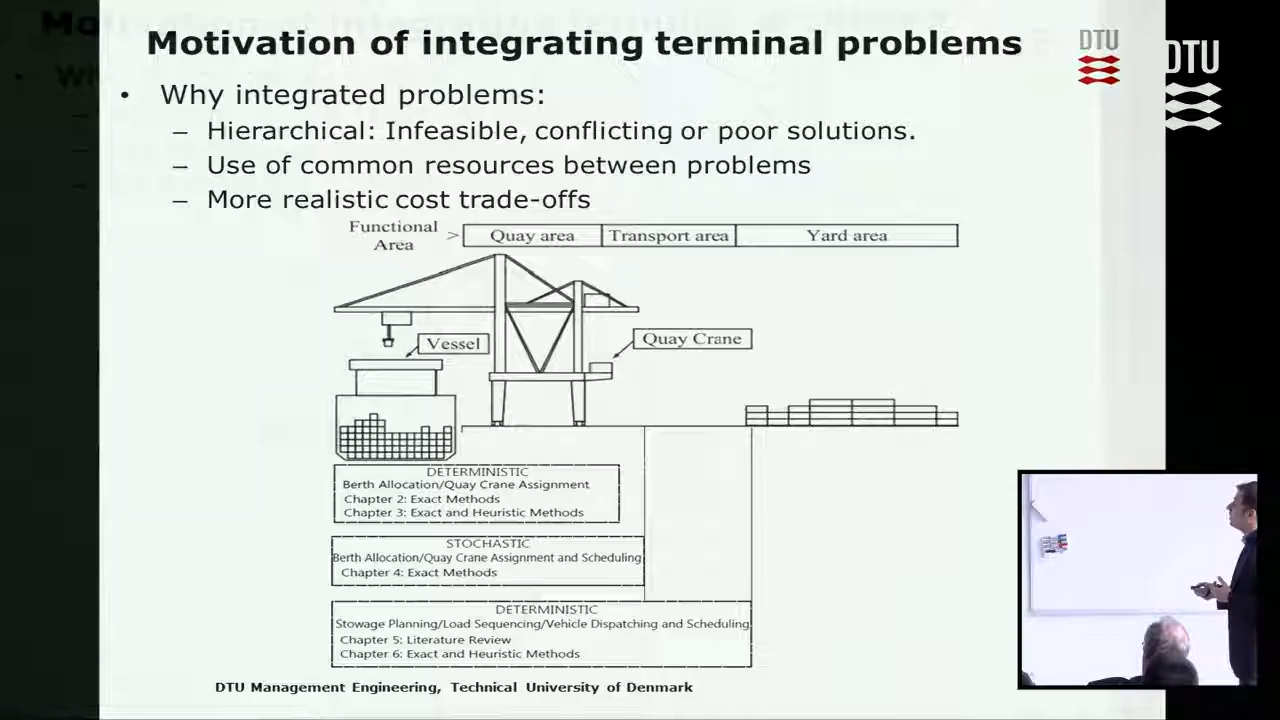 Motivation of integrating terminal problems
DTU
DTU
• Why integrated problems:
– Hierarchical: Infeasible, conflicting or poor solutions.
– Use of common resources between problems
– More realistic cost trade-offs
Functional Area > Quay area Transport area Yard area
Vessel
Quay Crane
DETERMINISTIC
Berth Allocation/Quay Crane Assignment
Chapter 2: Exact Methods
Chapter 3: Exact and Heuristic Methods
STOCHASTIC
Berth Allocation/Quay Crane Assignment and Scheduling
Chapter 4: Exact Methods
DETERMINISTIC
Stowage Planning/Load Sequencing/Vehicle Dispatching and Scheduling
Chapter 5: Literature Review
Chapter 6: Exact and Heuristic Methods
DTU Management Engineering, Technical University of Denmark